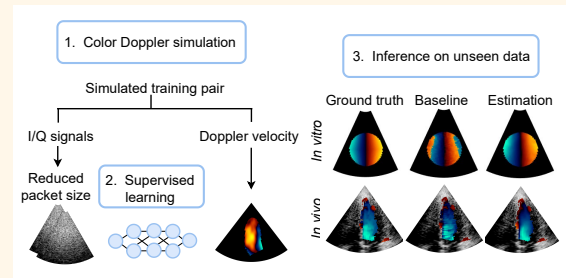 1. Color Doppler simulation
Simulated training pair
I/Q signals
Doppler velocity
Reduced
packet size
2. Supervised
learning
3. Inference on unseen data
Ground truth Baseline Estimation
In vitro
In vivo